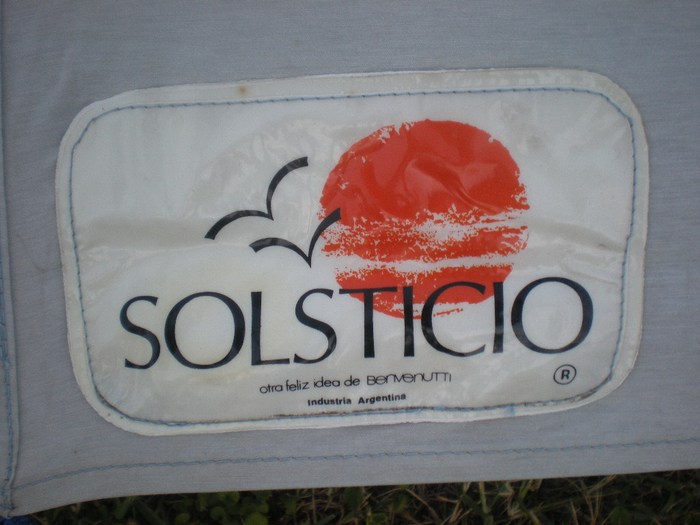 SOLSTICIO
otra feliz idea de BENVENUTTI
Industria Argentina
®